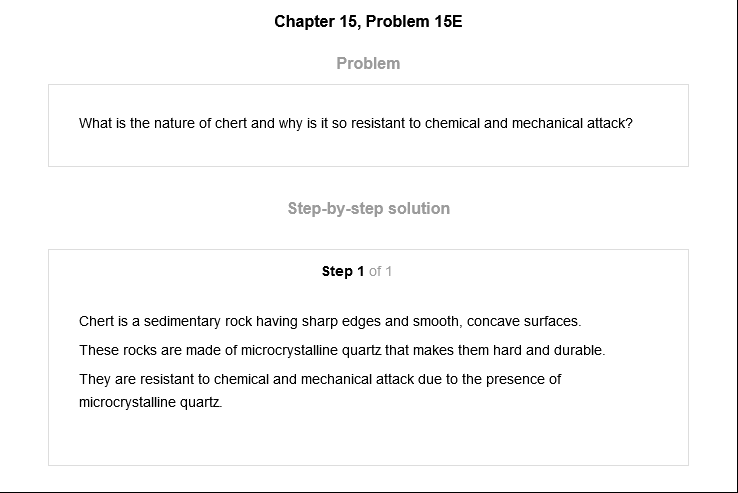 Chapter 15, Problem 15E
Problem
What is the nature of chert and why is it so resistant to chemical and mechanical attack?
Step-by-step solution
Step 1 of 1
Chert is a sedimentary rock having sharp edges and smooth, concave surfaces.
These rocks are made of microcrystalline quartz that makes them hard and durable.
They are resistant to chemical and mechanical attack due to the presence of
microcrystalline quartz.